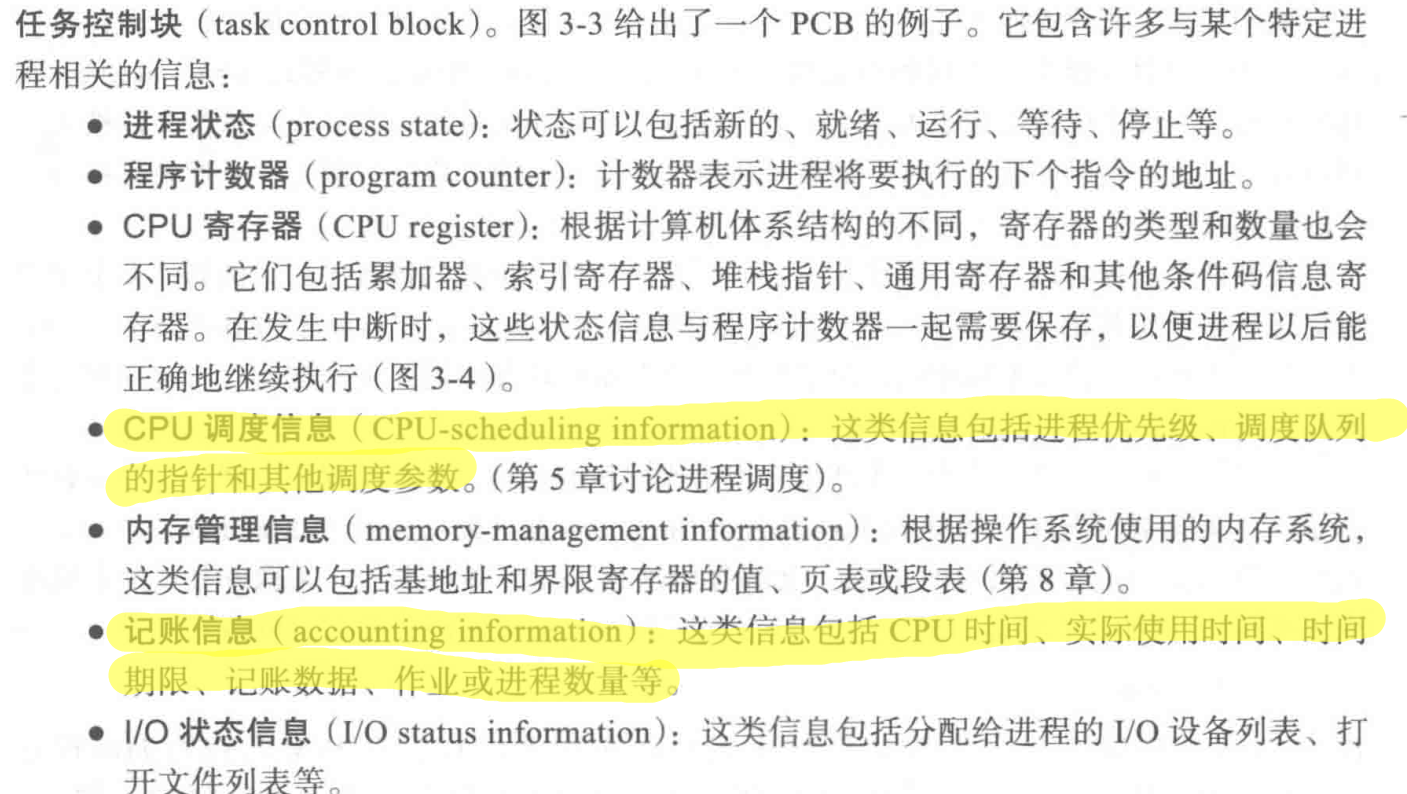 任务控制块（task control block）。图 3-3 给出了一个 PCB 的例子。它包含许多与某个特定进
程相关的信息：
● 进程状态（process state）：状态可以包括新的、就绪、运行、等待、停止等。
● 程序计数器（program counter）：计数器表示进程将要执行的下个指令的地址。
● CPU 寄存器（CPU register）：根据计算机体系结构的不同，寄存器的类型和数量也会
不同。它们包括累加器、索引寄存器、堆栈指针、通用寄存器和其他条件码信息寄
存器。在发生中断时，这些状态信息与程序计数器一起需要保存，以便进程以后能
正确地继续执行（图 3-4）。
● CPU 调度信息（CPU-scheduling information）：这类信息包括进程优先级、调度队列
的指针和其他调度参数。（第 5 章讨论进程调度）。
● 内存管理信息（memory-management information）：根据操作系统使用的内存系统，
这类信息可以包括基地址和界限寄存器的值、页表或段表（第 8 章）。
● 记账信息（accounting information）：这类信息包括 CPU 时间、实际使用时间、时间
期限、记账数据、作业或进程数量等。
● I/O 状态信息（I/O status information）：这类信息包括分配给进程的 I/O 设备列表、打
开文件列表等。